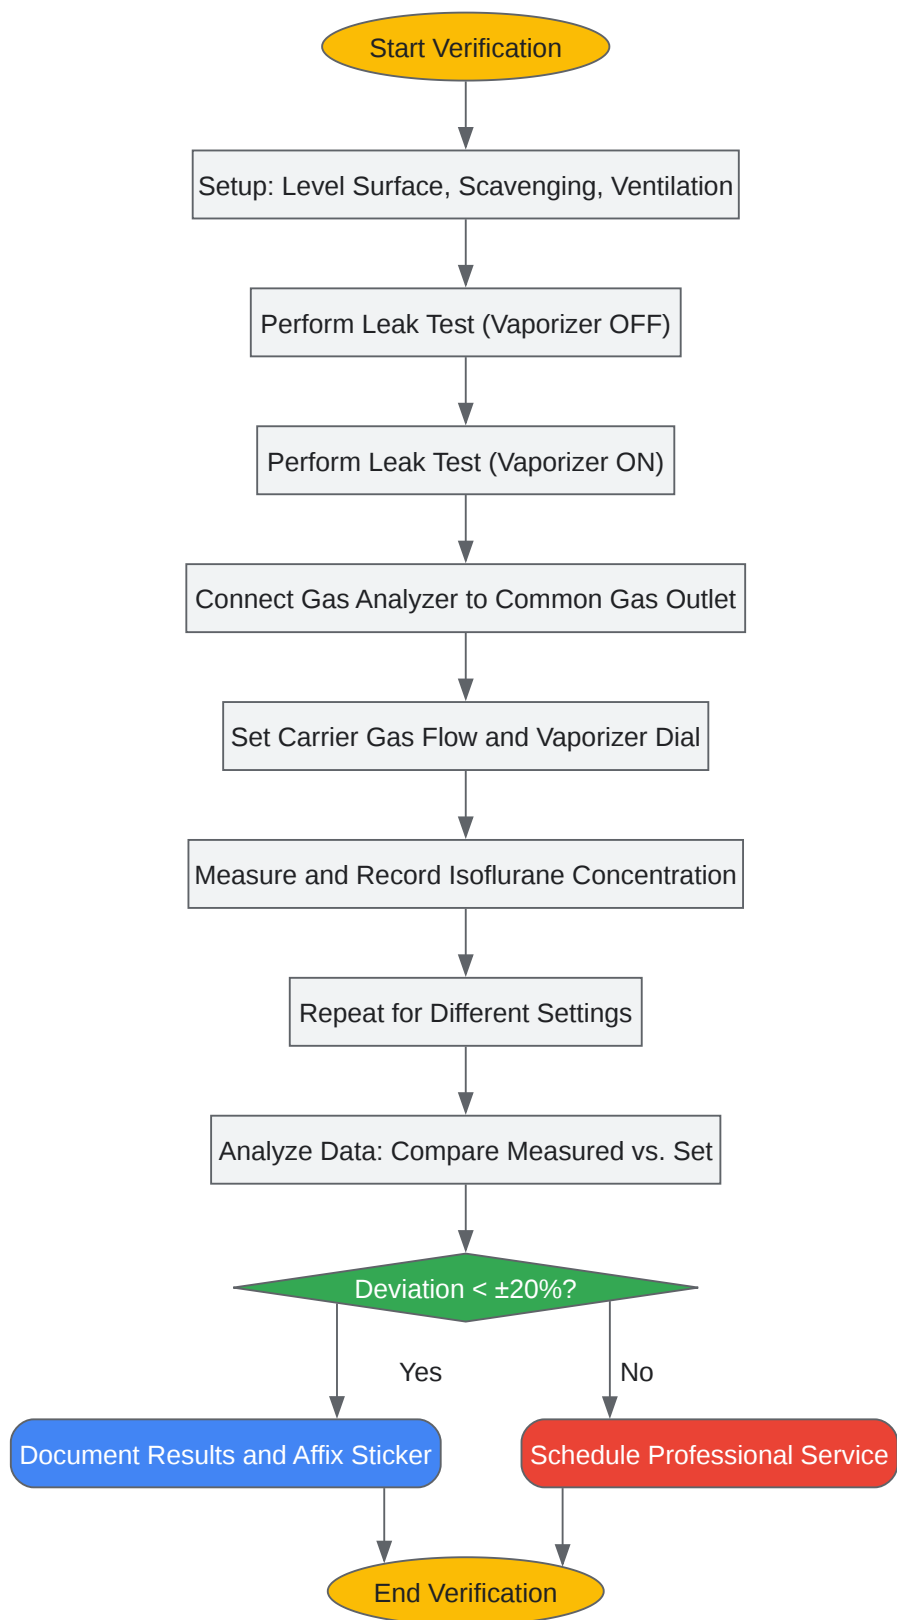 Start Verification
Setup: Level Surface, Scavenging, Ventilation
Perform Leak Test (Vaporizer OFF)
Perform Leak Test (Vaporizer ON)
Connect Gas Analyzer to Common Gas Outlet
Set Carrier Gas Flow and Vaporizer Dial
Measure and Record Isoflurane Concentration
Repeat for Different Settings
Analyze Data: Compare Measured vs. Set
Deviation < ±20%?
Yes
No
Document Results and Affix Sticker
Schedule Professional Service
End Verification